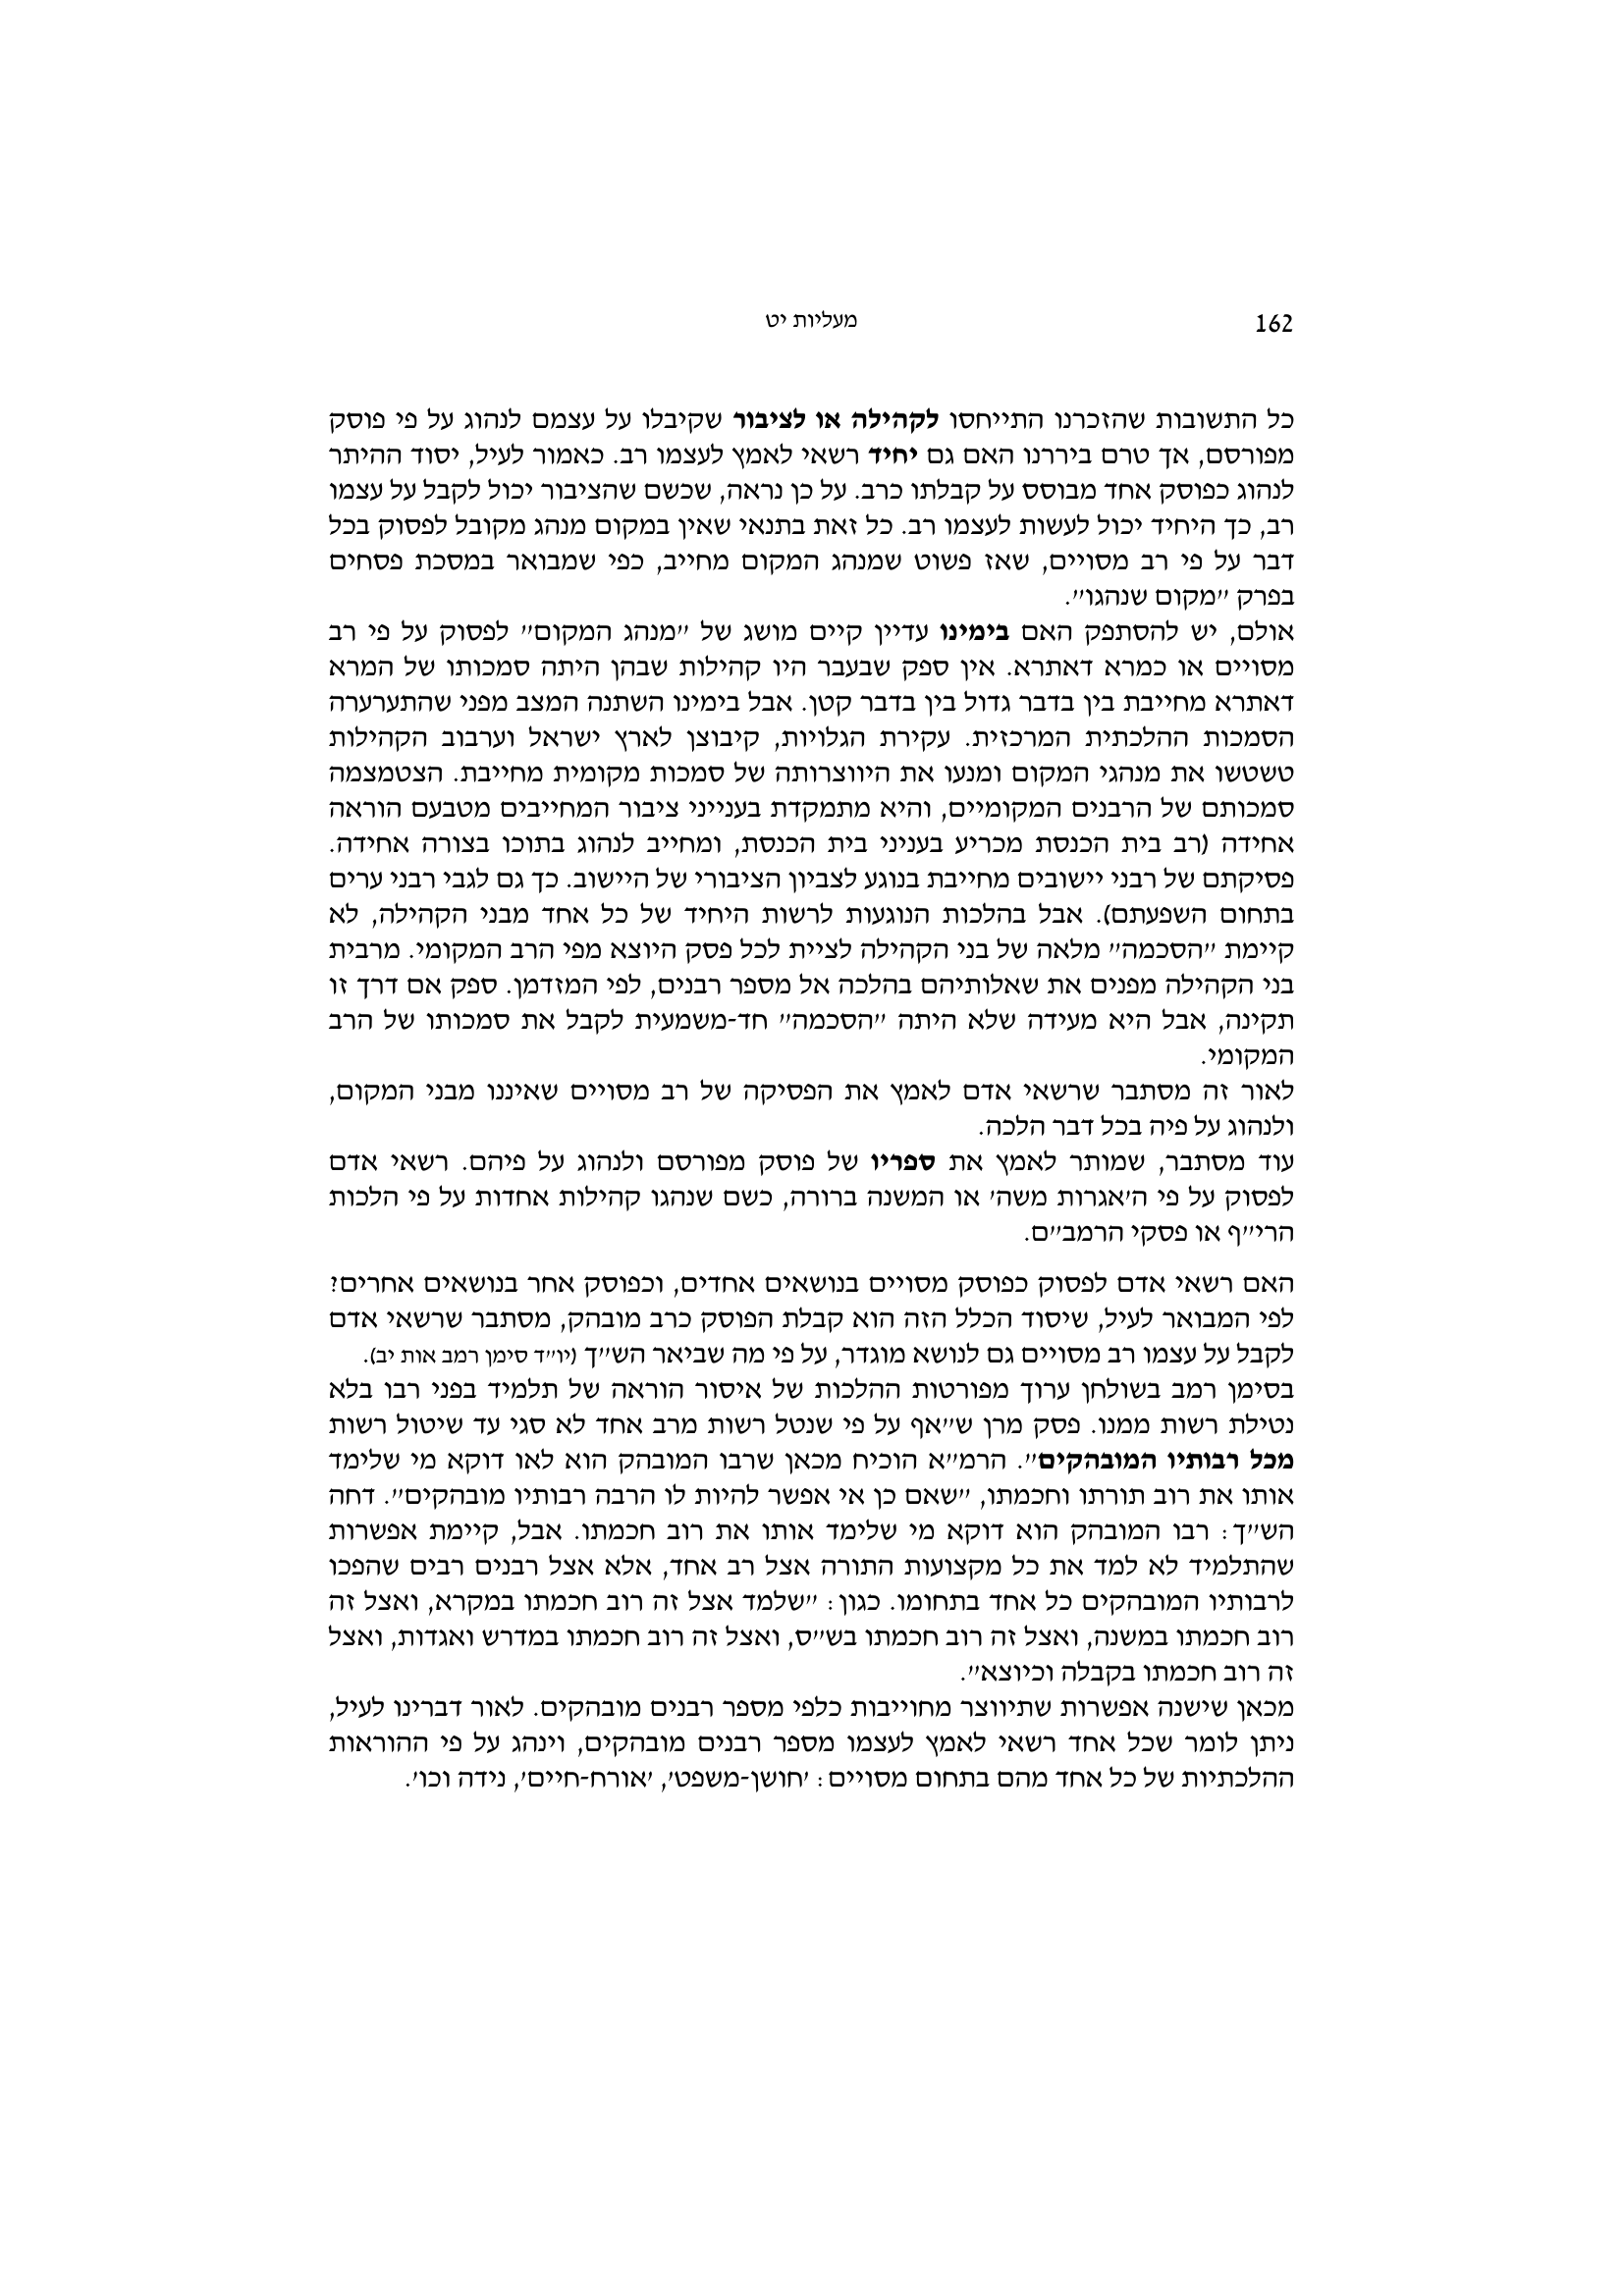 162
מעליות יט
כל התשובות שהזכרנו התייחסו לקהילה או לציבור שקיבלו על עצמם לנהוג על פי פוסק
מפורסם, אך טרם ביררנו האם גם יחיד רשאי לאמץ לעצמו רב. כאמור לעיל, יסוד ההיתר
לנהוג כפוסק אחד מבוסס על קבלתו כרב. על כן נראה, שכשם שהציבור יכול לקבל על עצמו
רב, כך היחיד יכול לעשות לעצמו רב. כל זאת בתנאי שאין במקום מנהג מקובל לפסוק בכל
דבר על פי רב מסויים, שאז פשוט שמנהג המקום מחייב, כפי שמבואר במסכת פסחים
בפרק ״מקום שנהגו״.
אולם, יש להסתפק האם בימינו עדיין קיים מושג של ״מנהג המקום״ לפסוק על פי רב
מסויים או כמרא דאתרא. אין ספק שבעבר היו קהילות שבהן היתה סמכותו של המרא
דאתרא מחייבת בין בדבר גדול בין בדבר קטן. אבל בימינו השתנה המצב מפני שהתערערה
הסמכות ההלכתית המרכזית. עקירת הגלויות, קיבוצן לארץ ישראל וערבוב הקהילות
טשטשו את מנהגי המקום ומנעו את היווצרותה של סמכות מקומית מחייבת. הצטמצמה
סמכותם של הרבנים המקומיים, והיא מתמקדת בענייני ציבור המחייבים מטבעם הוראה
אחידה (רב בית הכנסת מכריע בעניני בית הכנסת, ומחייב לנהוג בתוכו בצורה אחידה.
פסיקתם של רבני יישובים מחייבת בנוגע לצביון הציבורי של היישוב. כך גם לגבי רבני ערים
בתחום השפעתם). אבל בהלכות הנוגעות לרשות היחיד של כל אחד מבני הקהילה, לא
קיימת ״הסכמה״ מלאה של בני הקהילה לציית לכל פסק היוצא מפי הרב המקומי. מרבית
בני הקהילה מפנים את שאלותיהם בהלכה אל מספר רבנים, לפי המזדמן. ספק אם דרך זו
תקינה, אבל היא מעידה שלא היתה ״הסכמה״ חד-משמעית לקבל את סמכותו של הרב
המקומי.
לאור זה מסתבר שרשאי אדם לאמץ את הפסיקה של רב מסויים שאיננו מבני המקום,
ולנהוג על פיה בכל דבר הלכה.
עוד מסתבר, שמותר לאמץ את ספריו של פוסק מפורסם ולנהוג על פיהם. רשאי אדם
לפסוק על פי ה׳אגרות משה׳ או המשנה ברורה, כשם שנהגו קהילות אחדות על פי הלכות
הרי״ף או פסקי הרמב״ם.
האם רשאי אדם לפסוק כפוסק מסויים בנושאים אחדים, וכפוסק אחר בנושאים אחרים?
לפי המבואר לעיל, שיסוד הכלל הזה הוא קבלת הפוסק כרב מובהק, מסתבר שרשאי אדם
לקבל על עצמו רב מסויים גם לנושא מוגדר, על פי מה שביאר הש״ך (יו״ד סימן רמב אות יב).
בסימן רמב בשולחן ערוך מפורטות ההלכות של איסור הוראה של תלמיד בפני רבו בלא
נטילת רשות ממנו. פסק מרן ש״אף על פי שנטל רשות מרב אחד לא סגי עד שיטול רשות
מכל רבותיו המובהקים״. הרמ״א הוכיח מכאן שרבו המובהק הוא לאו דוקא מי שלימד
אותו את רוב תורתו וחכמתו, ״שאם כן אי אפשר להיות לו הרבה רבותיו מובהקים״. דחה
הש״ך: רבו המובהק הוא דוקא מי שלימד אותו את רוב חכמתו. אבל, קיימת אפשרות
שהתלמיד לא למד את כל מקצועות התורה אצל רב אחד, אלא אצל רבנים רבים שהפכו
לרבותיו המובהקים כל אחד בתחומו. כגון: ״שלמד אצל זה רוב חכמתו במקרא, ואצל זה
רוב חכמתו במשנה, ואצל זה רוב חכמתו בש״ס, ואצל זה רוב חכמתו במדרש ואגדות, ואצל
זה רוב חכמתו בקבלה וכיוצא״.
מכאן שישנה אפשרות שתיווצר מחוייבות כלפי מספר רבנים מובהקים. לאור דברינו לעיל,
ניתן לומר שכל אחד רשאי לאמץ לעצמו מספר רבנים מובהקים, וינהג על פי ההוראות
ההלכתיות של כל אחד מהם בתחום מסויים: ׳חושן-משפט׳, ׳אורח-חיים׳, נידה וכו׳.